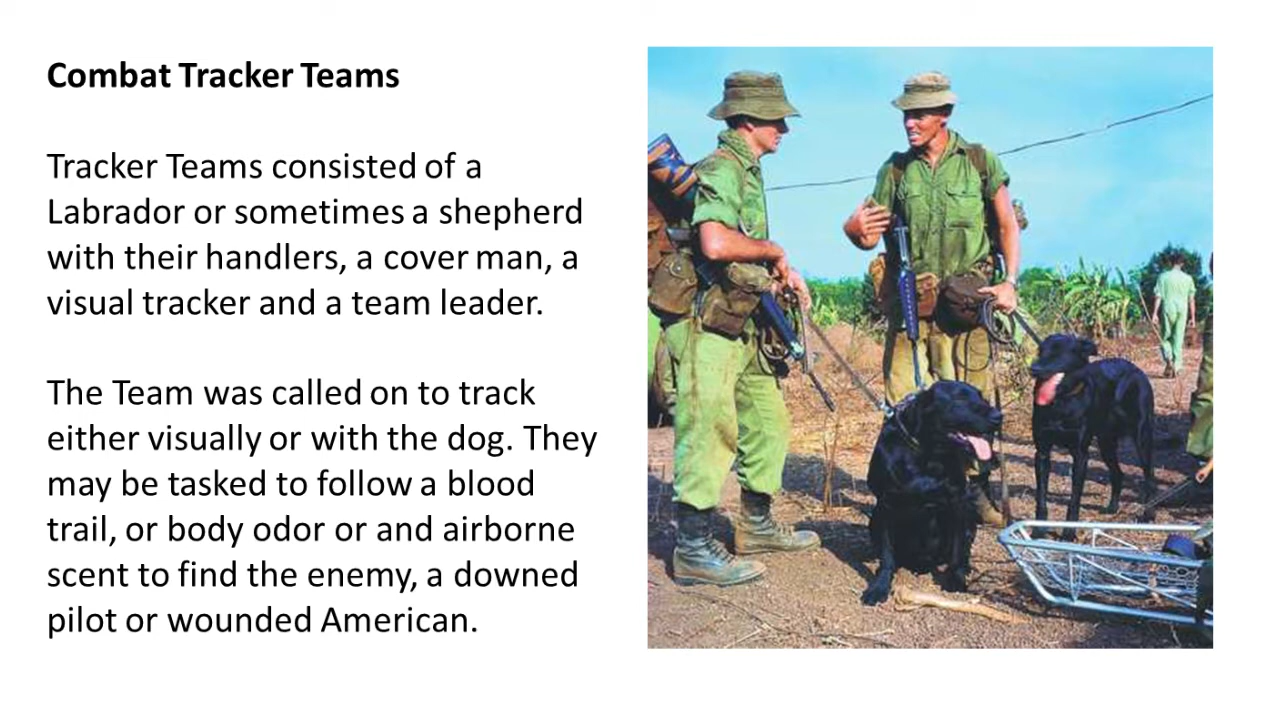 Combat Tracker Teams
Tracker Teams consisted of a
Labrador or sometimes a shepherd
with their handlers, a cover man, a
visual tracker and a team leader.
The Team was called on to track
either visually or with the dog. They
may be tasked to follow a blood
trail, or body odor or and airborne
scent to find the enemy, a downed
pilot or wounded American.